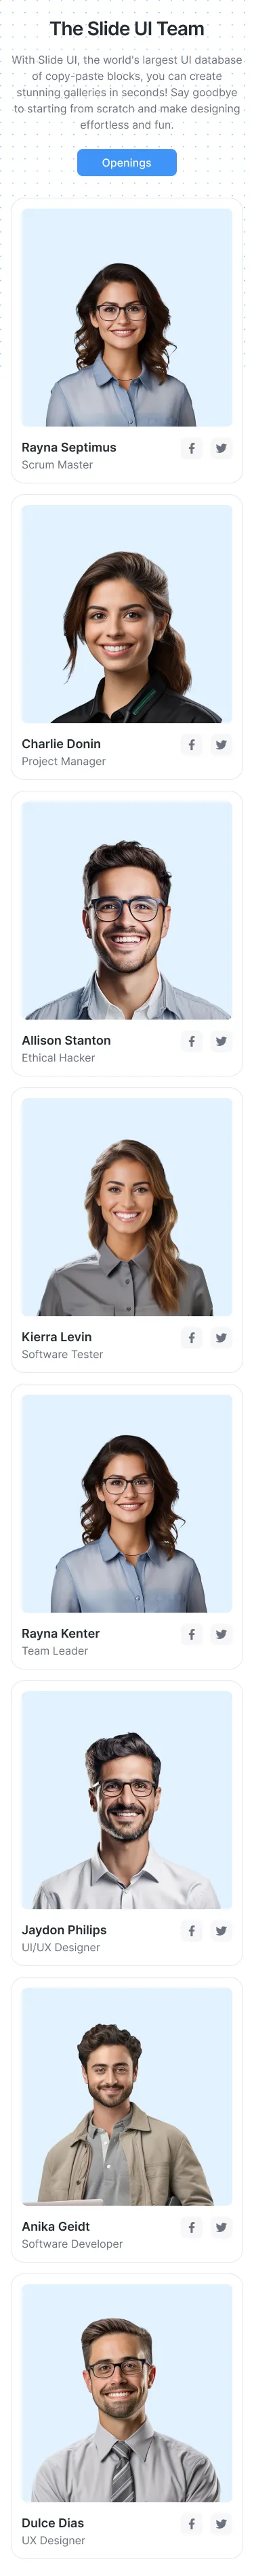 The Slide UI Team
With Slide UI, the world's largest UI database
of copy-paste blocks, you can create
stunning galleries in seconds! Say goodbye
to starting from scratch and make designing
effortless and fun.
Openings
Rayna Septimus
Scrum Master
Charlie Donin
Project Manager
Allison Stanton
Ethical Hacker
Kierra Levin
Software Tester
Rayna Kenter
Team Leader
Jaydon Philips
UI/UX Designer
Anika Geidt
Software Developer
Dulce Dias
UX Designer